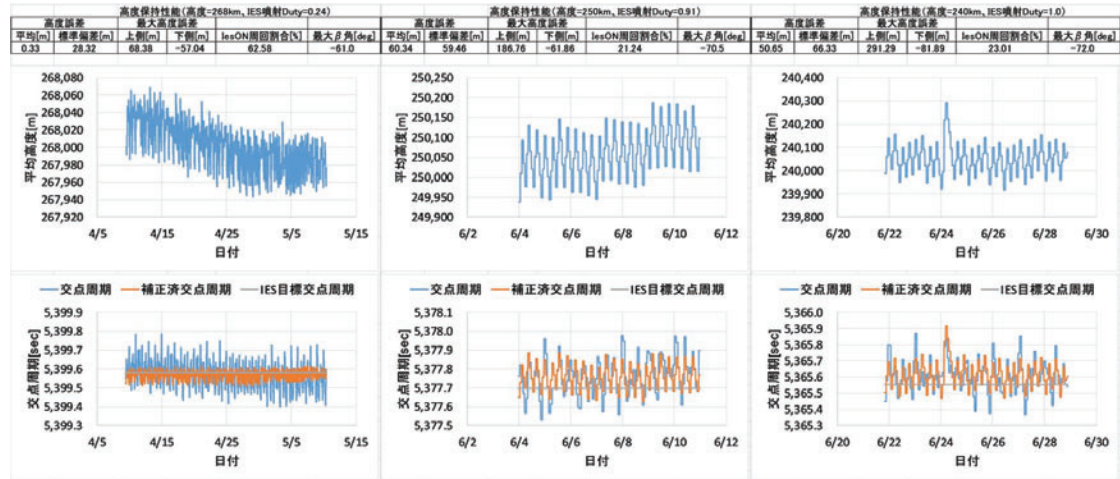 高度保持性能(高度=268km、IES噴射Duty=0.24)
高度誤差 最大高度誤差
平均[m] 標準偏差[m] 上側[m] 下側[m] IesON周回割合[%] 最大β角[deg]
0.33 28.32 68.38 -57.04 62.58 -61.0
高度保持性能(高度=250km、IES噴射Duty=0.91)
高度誤差 最大高度誤差
平均[m] 標準偏差[m] 上側[m] 下側[m] IesON周回割合[%] 最大β角[deg]
60.34 59.46 186.76 -61.86 21.24 -70.5
高度保持性能(高度=240km、IES噴射Duty=1.0)
高度誤差 最大高度誤差
平均[m] 標準偏差[m] 上側[m] 下側[m] IesON周回割合[%] 最大β角[deg]
50.65 66.33 291.29 -81.89 23.01 -72.0
平均高度[m]
268,080
268,060
268,040
268,020
268,000
267,980
267,960
267,940
267,920
4/5 4/15 4/25 5/5 5/15
日付
平均高度[m]
250,250
250,200
250,150
250,100
250,050
250,000
249,950
249,900
6/2 6/4 6/6 6/8 6/10 6/12
日付
平均高度[m]
240,400
240,300
240,200
240,100
240,000
239,900
239,800
6/20 6/22 6/24 6/26 6/28 6/30
日付
交点周期 補正済交点周期 IES目標交点周期
交点周期[sec]
5,399.9
5,399.8
5,399.7
5,399.6
5,399.5
5,399.4
5,399.3
4/5 4/15 4/25 5/5 5/15
日付
交点周期 補正済交点周期 IES目標交点周期
交点周期[sec]
5,378.1
5,378.0
5,377.9
5,377.8
5,377.7
5,377.6
5,377.5
6/2 6/4 6/6 6/8 6/10 6/12
日付
交点周期 補正済交点周期 IES目標交点周期
交点周期[sec]
5,366.0
5,365.9
5,365.8
5,365.7
5,365.6
5,365.5
5,365.4
5,365.3
6/20 6/22 6/24 6/26 6/28 6/30
日付